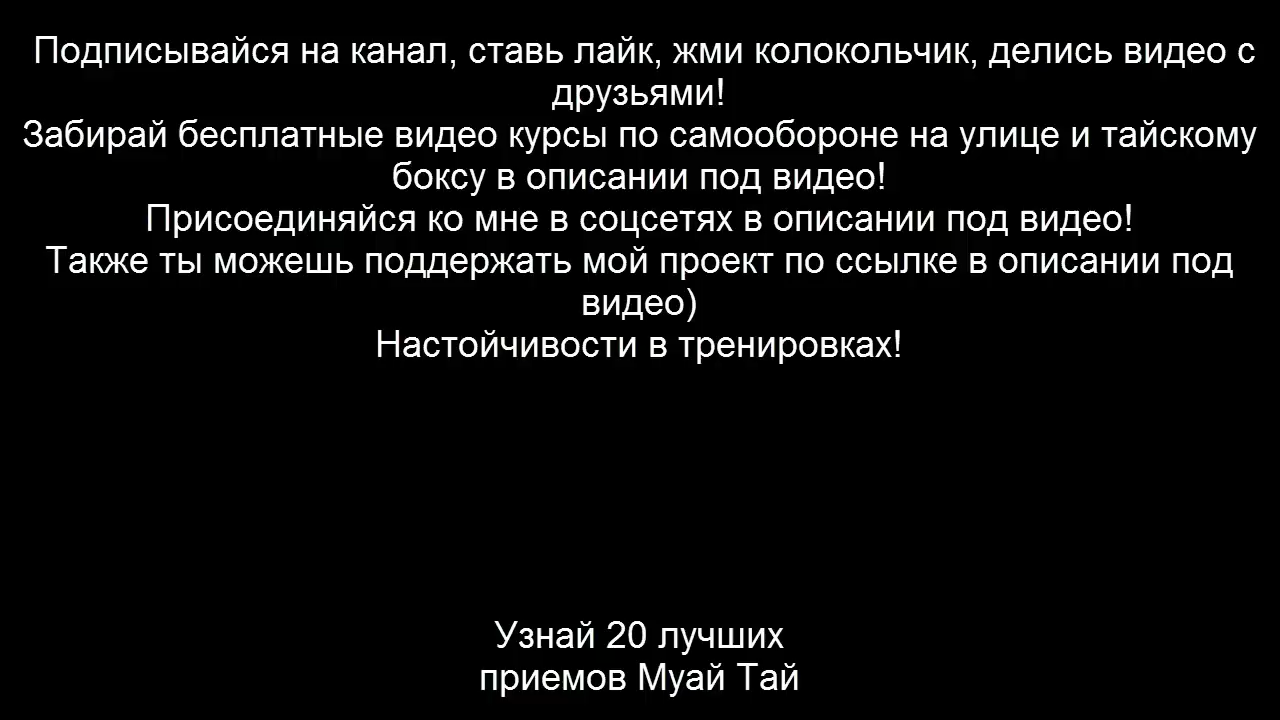 Подписывайся на канал, ставь лайк, жми колокольчик, делись видео с
друзьями!
Забирай бесплатные видео курсы по самообороне на улице и тайскому
боксу в описании под видео!
Присоединяйся ко мне в соцсетях в описании под видео!
Также ты можешь поддержать мой проект по ссылке в описании под
видео)
Настойчивости в тренировках!
Узнай 20 лучших
приемов Муай Тай